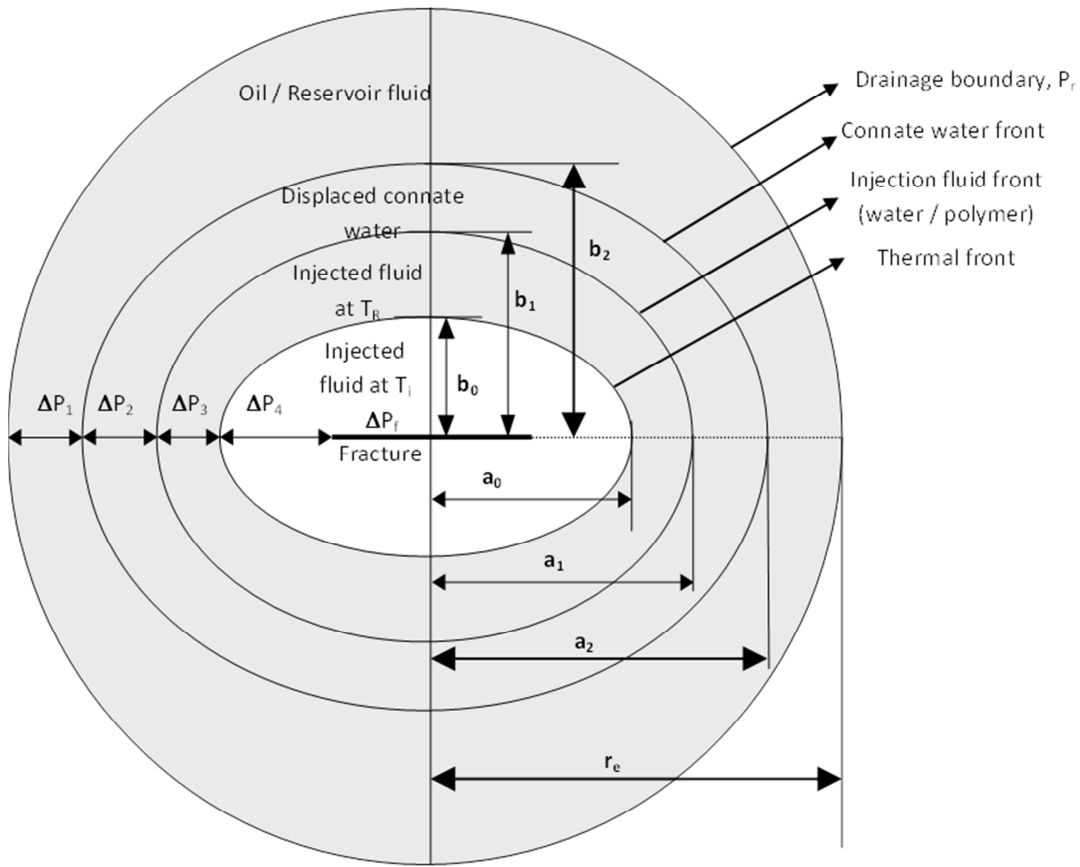 Oil / Reservoir fluid
Drainage boundary, Pr
Connate water front
Injection fluid front
(water / polymer)
Thermal front
Displaced connate
water
b2
b1
Injected fluid
at TR
Injected
fluid at Ti
b0
ΔP1
ΔP2
ΔP3
ΔP4
ΔPf
Fracture
a0
a1
a2
re